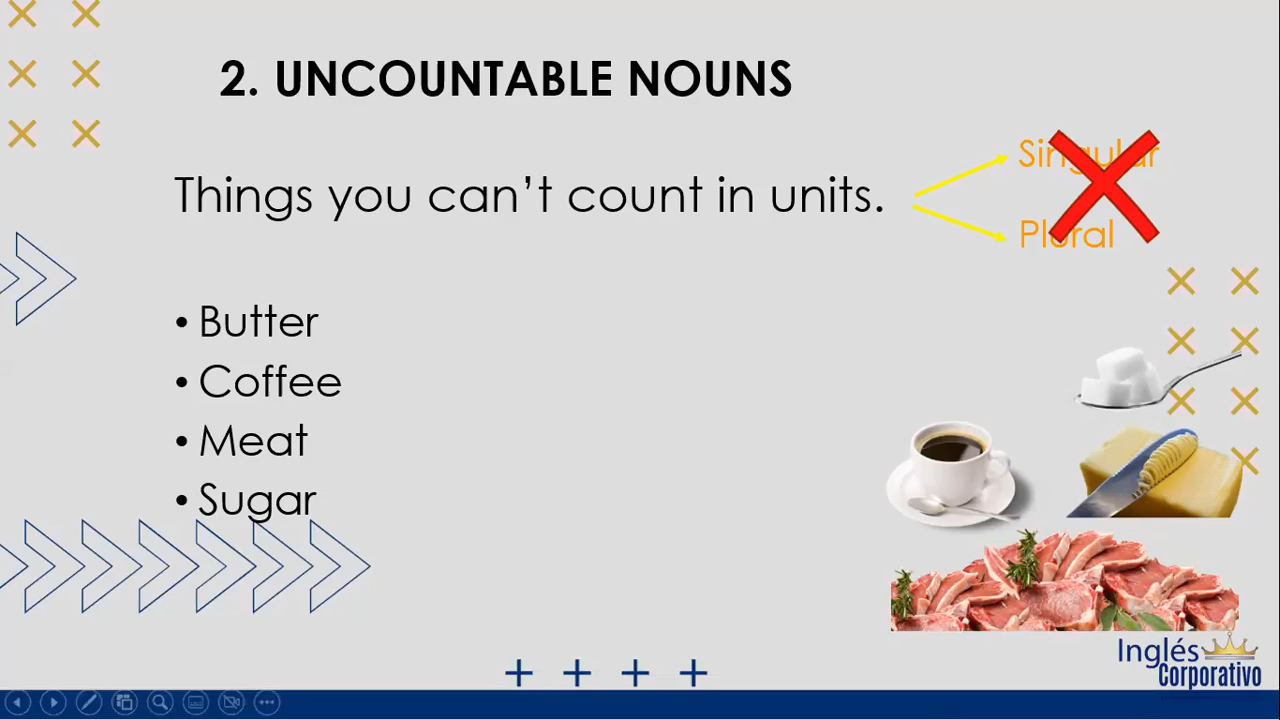 2. UNCOUNTABLE NOUNS
Singular
Things you can’t count in units.
Plural
• Butter
• Coffee
• Meat
• Sugar
Inglés
Corporativo